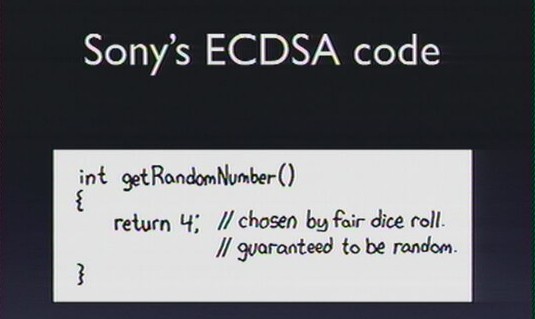 Sony's ECDSA code
int getRandomNumber()
{
return 4; // chosen by fair dice roll.
// guaranteed to be random.
}